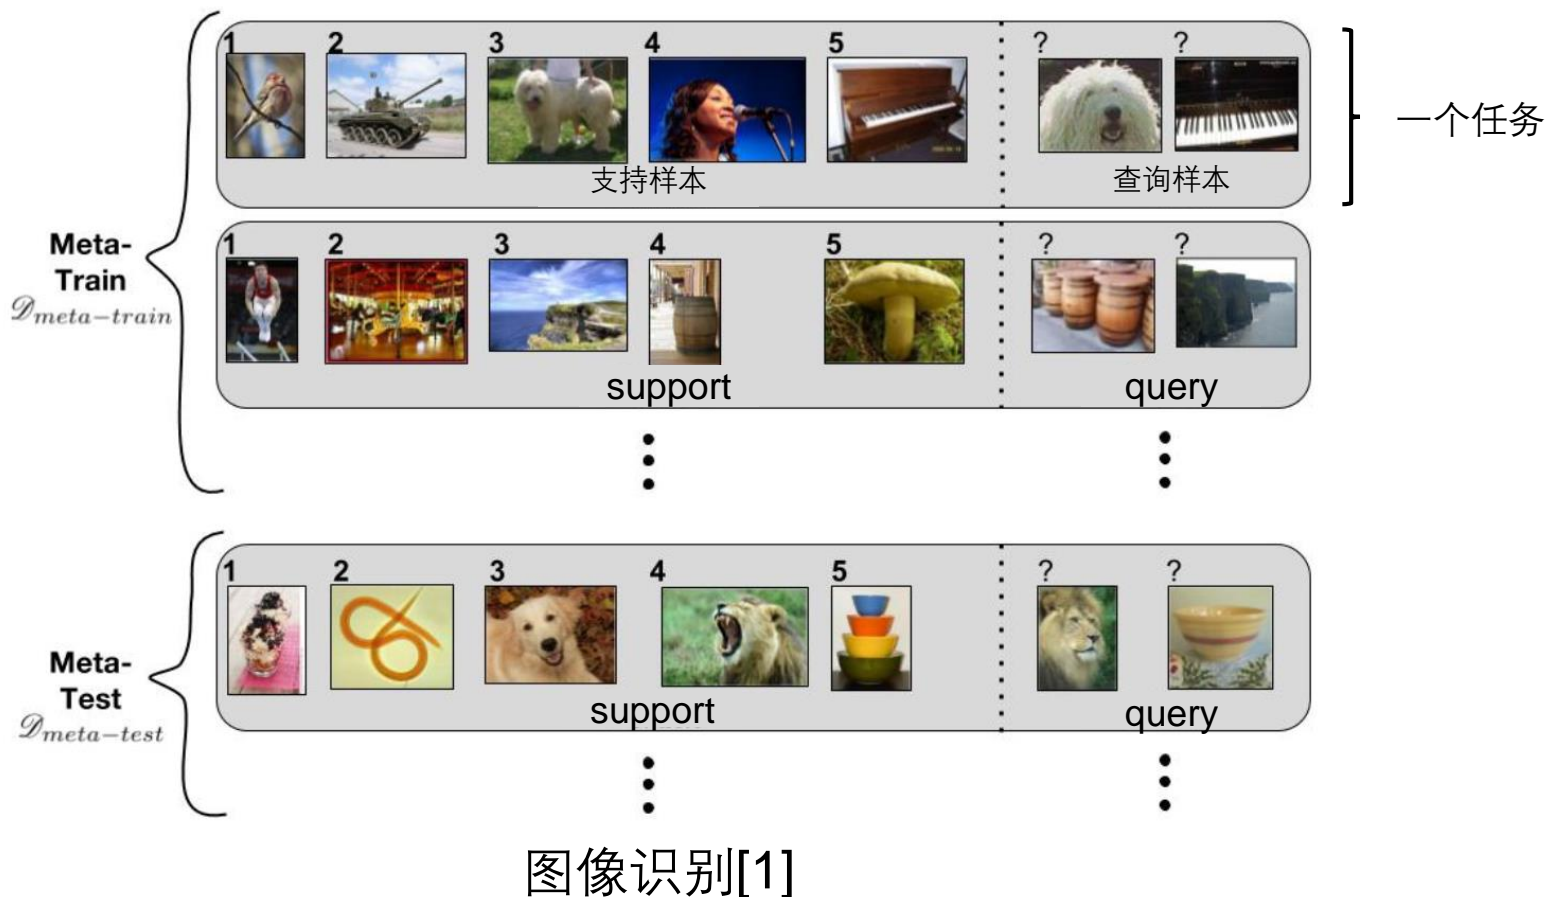 1 2 3 4 5 ? ?
支持样本 查询样本
一个任务
Meta-
Train
𝒟meta−train
1 2 3 4 5 ? ?
support query
Meta-
Test
𝒟meta−test
1 2 3 4 5 ? ?
support query
图像识别[1]